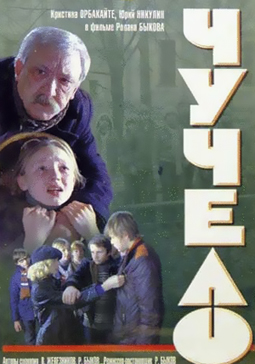 Кристина ОРБАКАЙТЕ, Юрий НИКУЛИН
в фильме Ролана БЫКОВА
ЧУЧЕЛО
Авторы сценария В. ЖЕЛЕЗНИКОВ, Р. БЫКОВ Режиссер-постановщик Р. БЫКОВ